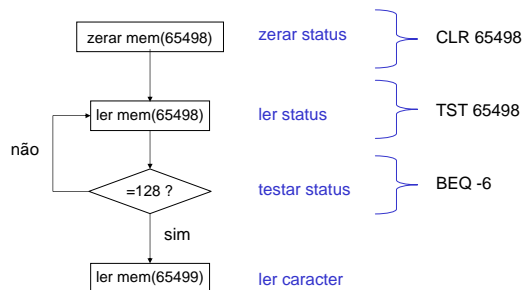 zerar mem(65498)
zerar status
CLR 65498
ler mem(65498)
ler status
TST 65498
não
=128 ?
testar status
BEQ -6
sim
ler mem(65499)
ler caracter